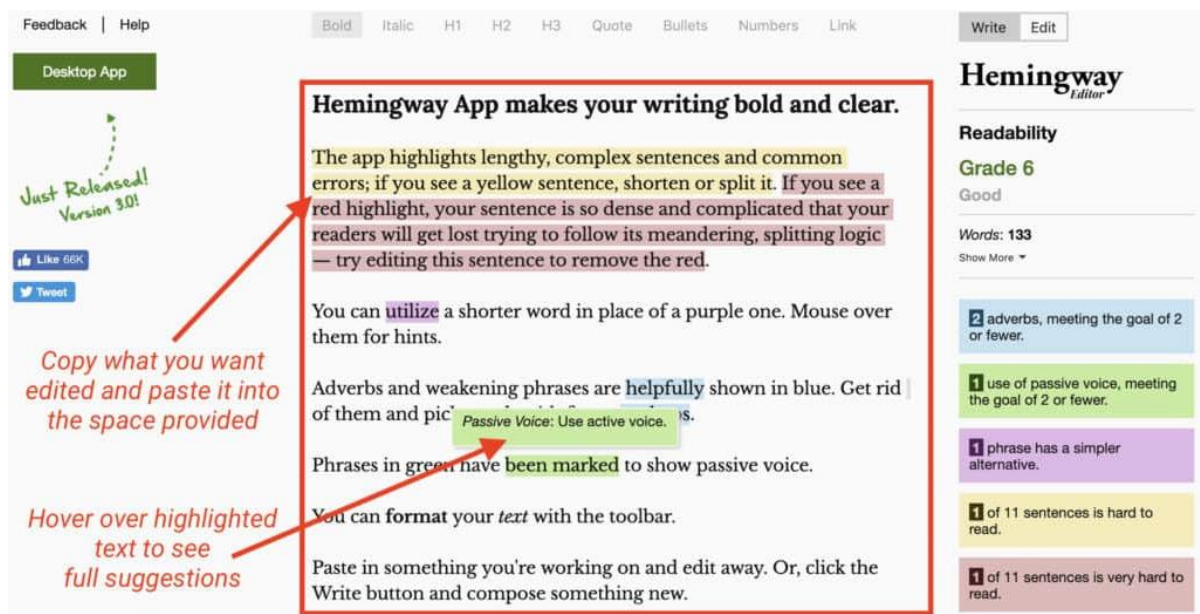 Feedback | Help
Bold Italic H1 H2 H3 Quote Bullets Numbers Link
Write Edit
Desktop App
Just Released!
Version 3.0!
Like 66K
Tweet
Copy what you want
edited and paste it into
the space provided
Hover over highlighted
text to see
full suggestions
Hemingway App makes your writing bold and clear.
The app highlights lengthy, complex sentences and common
errors; if you see a yellow sentence, shorten or split it. If you see a
red highlight, your sentence is so dense and complicated that your
readers will get lost trying to follow its meandering, splitting logic
— try editing this sentence to remove the red.
You can utilize a shorter word in place of a purple one. Mouse over
them for hints.
Adverbs and weakening phrases are helpfully shown in blue. Get rid
of them and
Passive Voice: Use active voice.
Phrases in green have been marked to show passive voice.
You can format your text with the toolbar.
Paste in something you're working on and edit away. Or, click the
Write button and compose something new.
Hemingway
Editor
Readability
Grade 6
Good
Words: 133
Show More
2 adverbs, meeting the goal of 2
or fewer.
1 use of passive voice, meeting
the goal of 2 or fewer.
1 phrase has a simpler
alternative.
1 of 11 sentences is hard to
read.
1 of 11 sentences is very hard to
read.